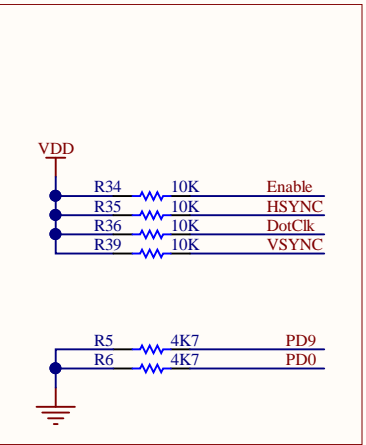 VDD
R34 10K Enable
R35 10K HSYNC
R36 10K DotClk
R39 10K VSYNC
R5 4K7 PD9
R6 4K7 PD0